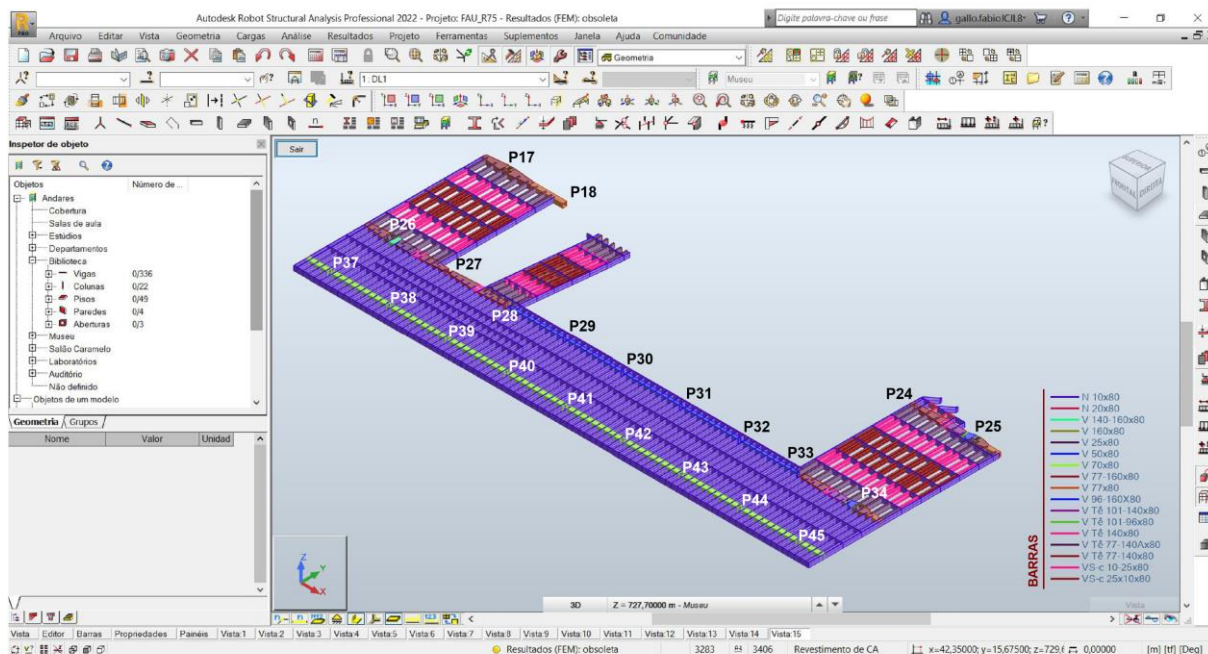 Autodesk Robot Structural Analysis Professional 2022 - Projeto: FAU_R75 - Resultados (FEM): obsoleta
Digite palavra-chave ou frase
gallo.fabioICJL8
PRO
Arquivo Editar Vista Geometria Cargas Análise Resultados Projeto Ferramentas Suplementos Janela Ajuda Comunidade
Geometria
1: DL1
Museu
Inspetor de objeto
Objetos Número de ...
Andares
Cobertura
Salas de aula
Estúdios
Departamentos
Biblioteca
Vigas 0/336
Colunas 0/22
Pisos 0/49
Paredes 0/4
Aberturas 0/3
Museu
Salão Caramelo
Laboratórios
Auditório
Não definido
Objetos de um modelo
Geometria Grupos
Nome Valor Unidad
Sair
P17
P18
P26
P27
P37
P28
P38
P29
P39
P30
P40
P31
P24
P41
P32
P25
P42
P33
P43
P34
P44
P45
FRONTAL DIREITA
BARRAS
N 10x80
N 20x80
V 140-160x80
V 160x80
V 25x80
V 50x80
V 70x80
V 77-160x80
V 77x80
V 96-160X80
V Tê 101-140x80
V Tê 101-96x80
V Tê 140x80
V Tê 77-140Ax80
V Tê 77-140x80
VS-c 10-25x80
VS-c 25x10x80
Z
Y
X
3D Z = 727,70000 m - Museu
Vista
Vista Editor Barras Propriedades Painéis Vista:1 Vista:2 Vista:3 Vista:4 Vista:5 Vista:6 Vista:7 Vista:8 Vista:9 Vista:10 Vista:11 Vista:12 Vista:13 Vista:14 Vista:15
Resultados (FEM): obsoleta 3283 3406 Revestimento de CA x=42,35000; y=15,67500; z=729,6 0,00000 [m] [tf] [Deg]